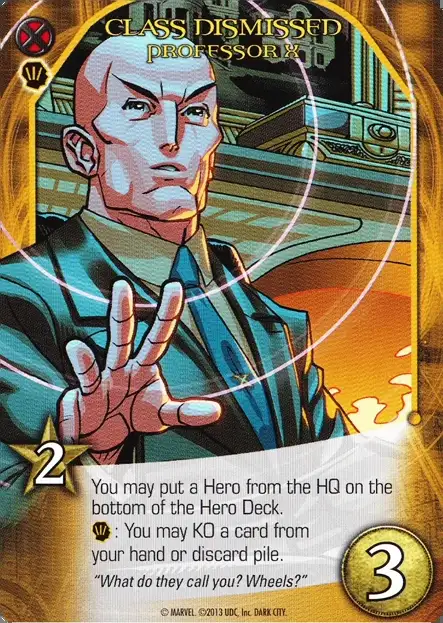 CLASS DISMISSED
PROFESSOR X
2
You may put a Hero from the HQ on the
bottom of the Hero Deck.
: You may KO a card from
your hand or discard pile.
“What do they call you? Wheels?”
3
© MARVEL. ©2013 UDC, Inc. DARK CITY.